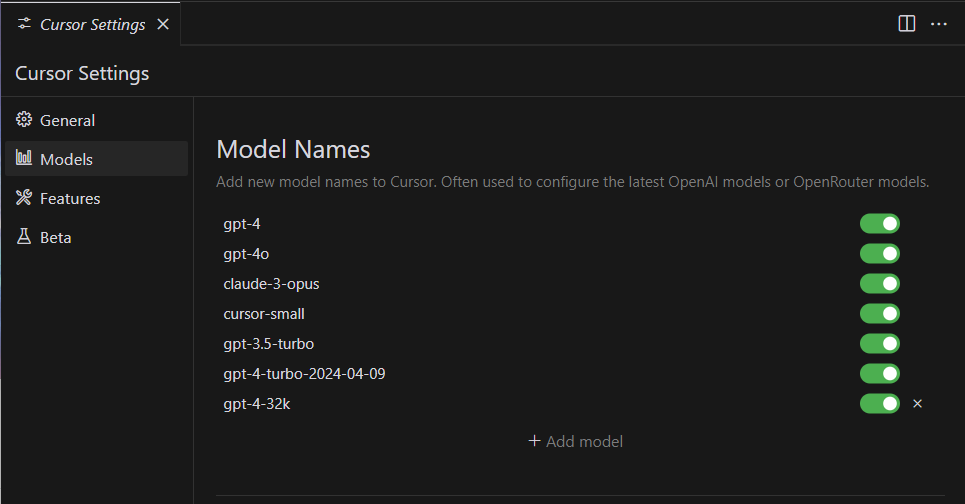 Cursor Settings
Cursor Settings
General
Models
Features
Beta
Model Names
Add new model names to Cursor. Often used to configure the latest OpenAI models or OpenRouter models.
gpt-4
gpt-4o
claude-3-opus
cursor-small
gpt-3.5-turbo
gpt-4-turbo-2024-04-09
gpt-4-32k
+ Add model